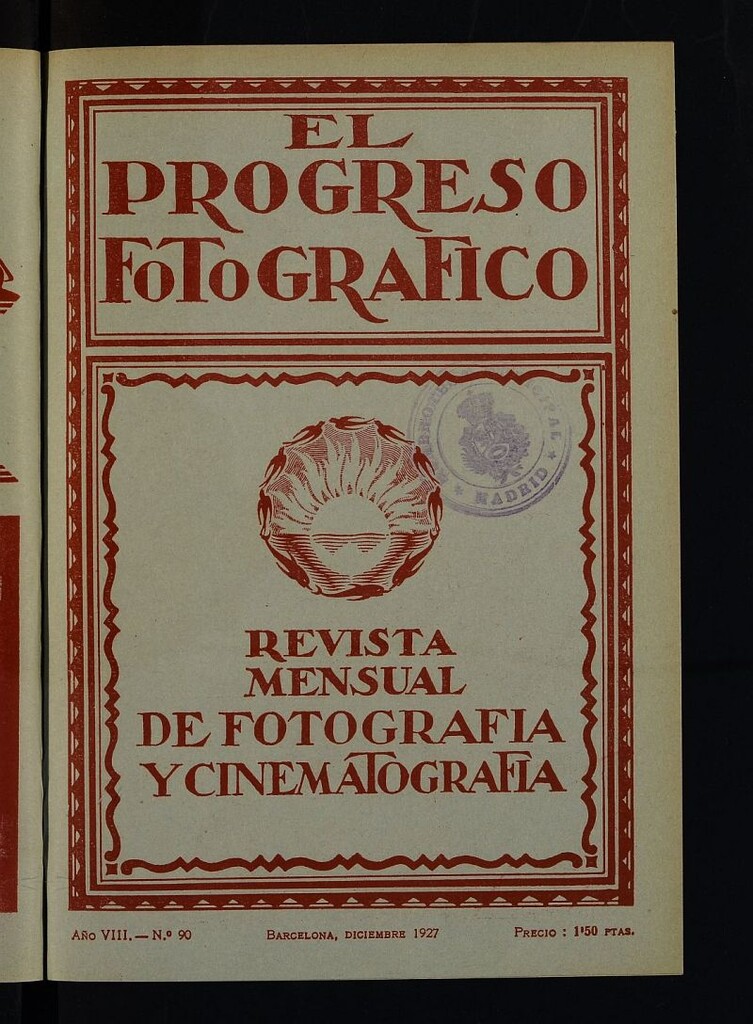 EL
PROGRESO
FOTOGRAFICO
MADRID
REVISTA
MENSUAL
DE FOTOGRAFIA
Y CINEMATOGRAFIA
AÑO VIII. — N.º 90 BARCELONA, DICIEMBRE 1927 PRECIO : 1'50 PTAS.